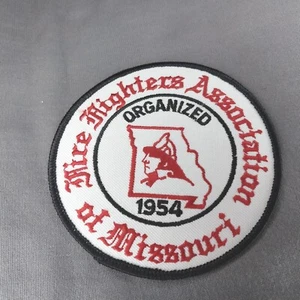 Fire Fighters Association
of Missouri
ORGANIZED
1954